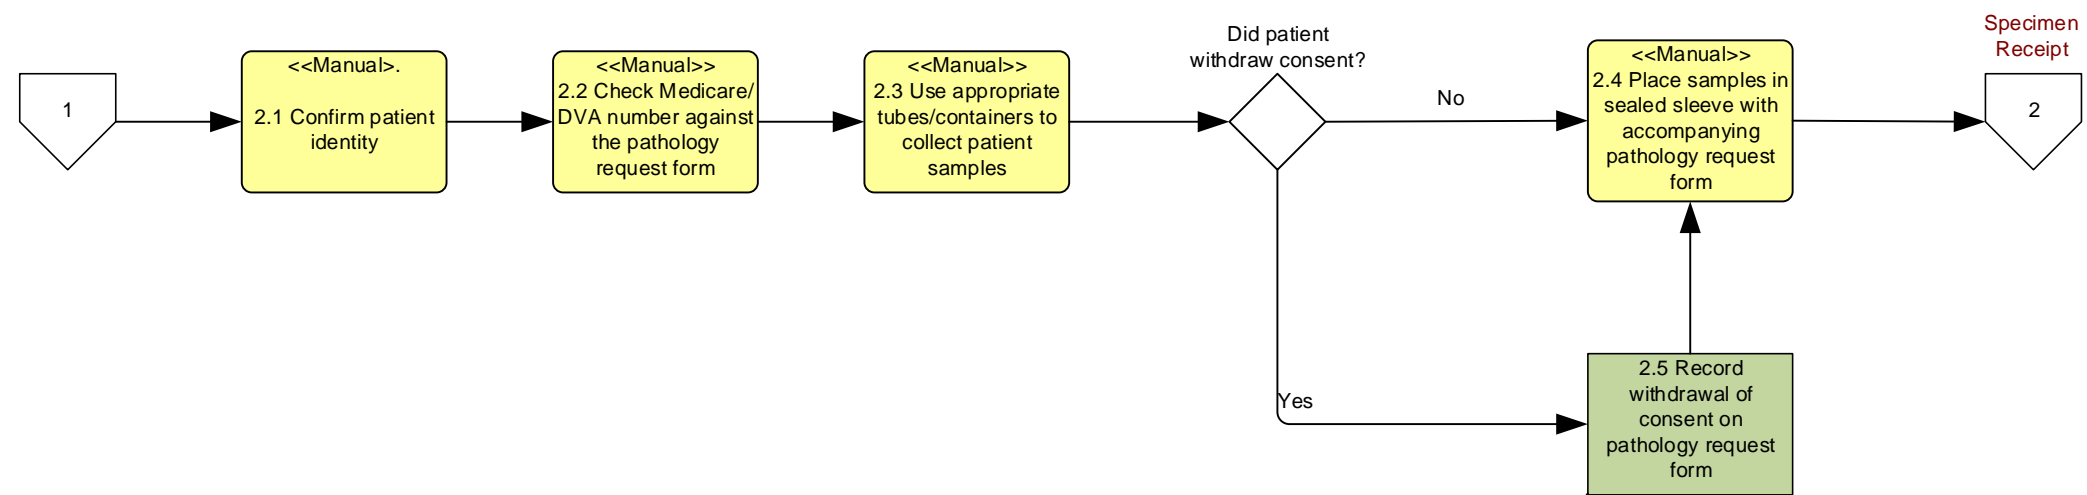 1
<<Manual>.
2.1 Confirm patient
identity
<<Manual>>
2.2 Check Medicare/
DVA number against
the pathology
request form
<<Manual>>
2.3 Use appropriate
tubes/containers to
collect patient
samples
Did patient
withdraw consent?
No
Yes
<<Manual>>
2.4 Place samples in
sealed sleeve with
accompanying
pathology request
form
2.5 Record
withdrawal of
consent on
pathology request
form
Specimen
Receipt
2